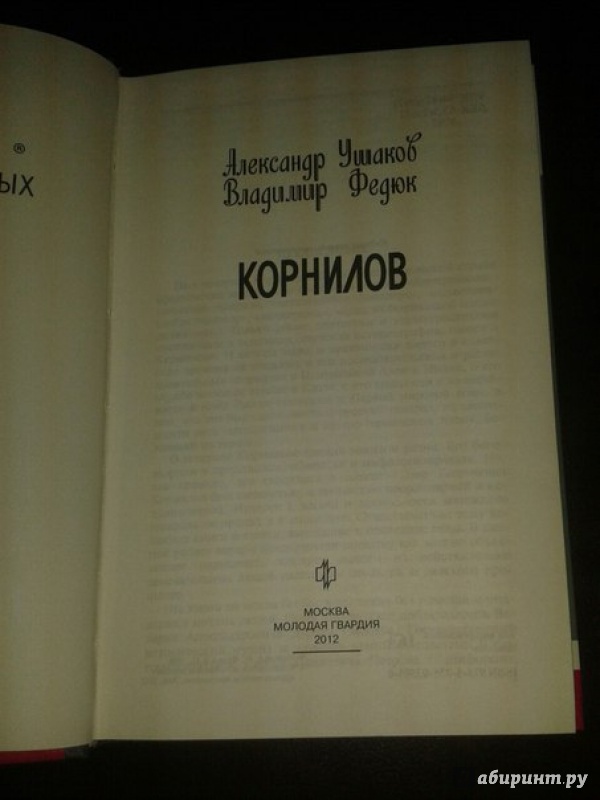 ®
ЫХ
Александр Ушаков
Владимир Федюк
КОРНИЛОВ
МОСКВА
МОЛОДАЯ ГВАРДИЯ
2012
абиринт.ру